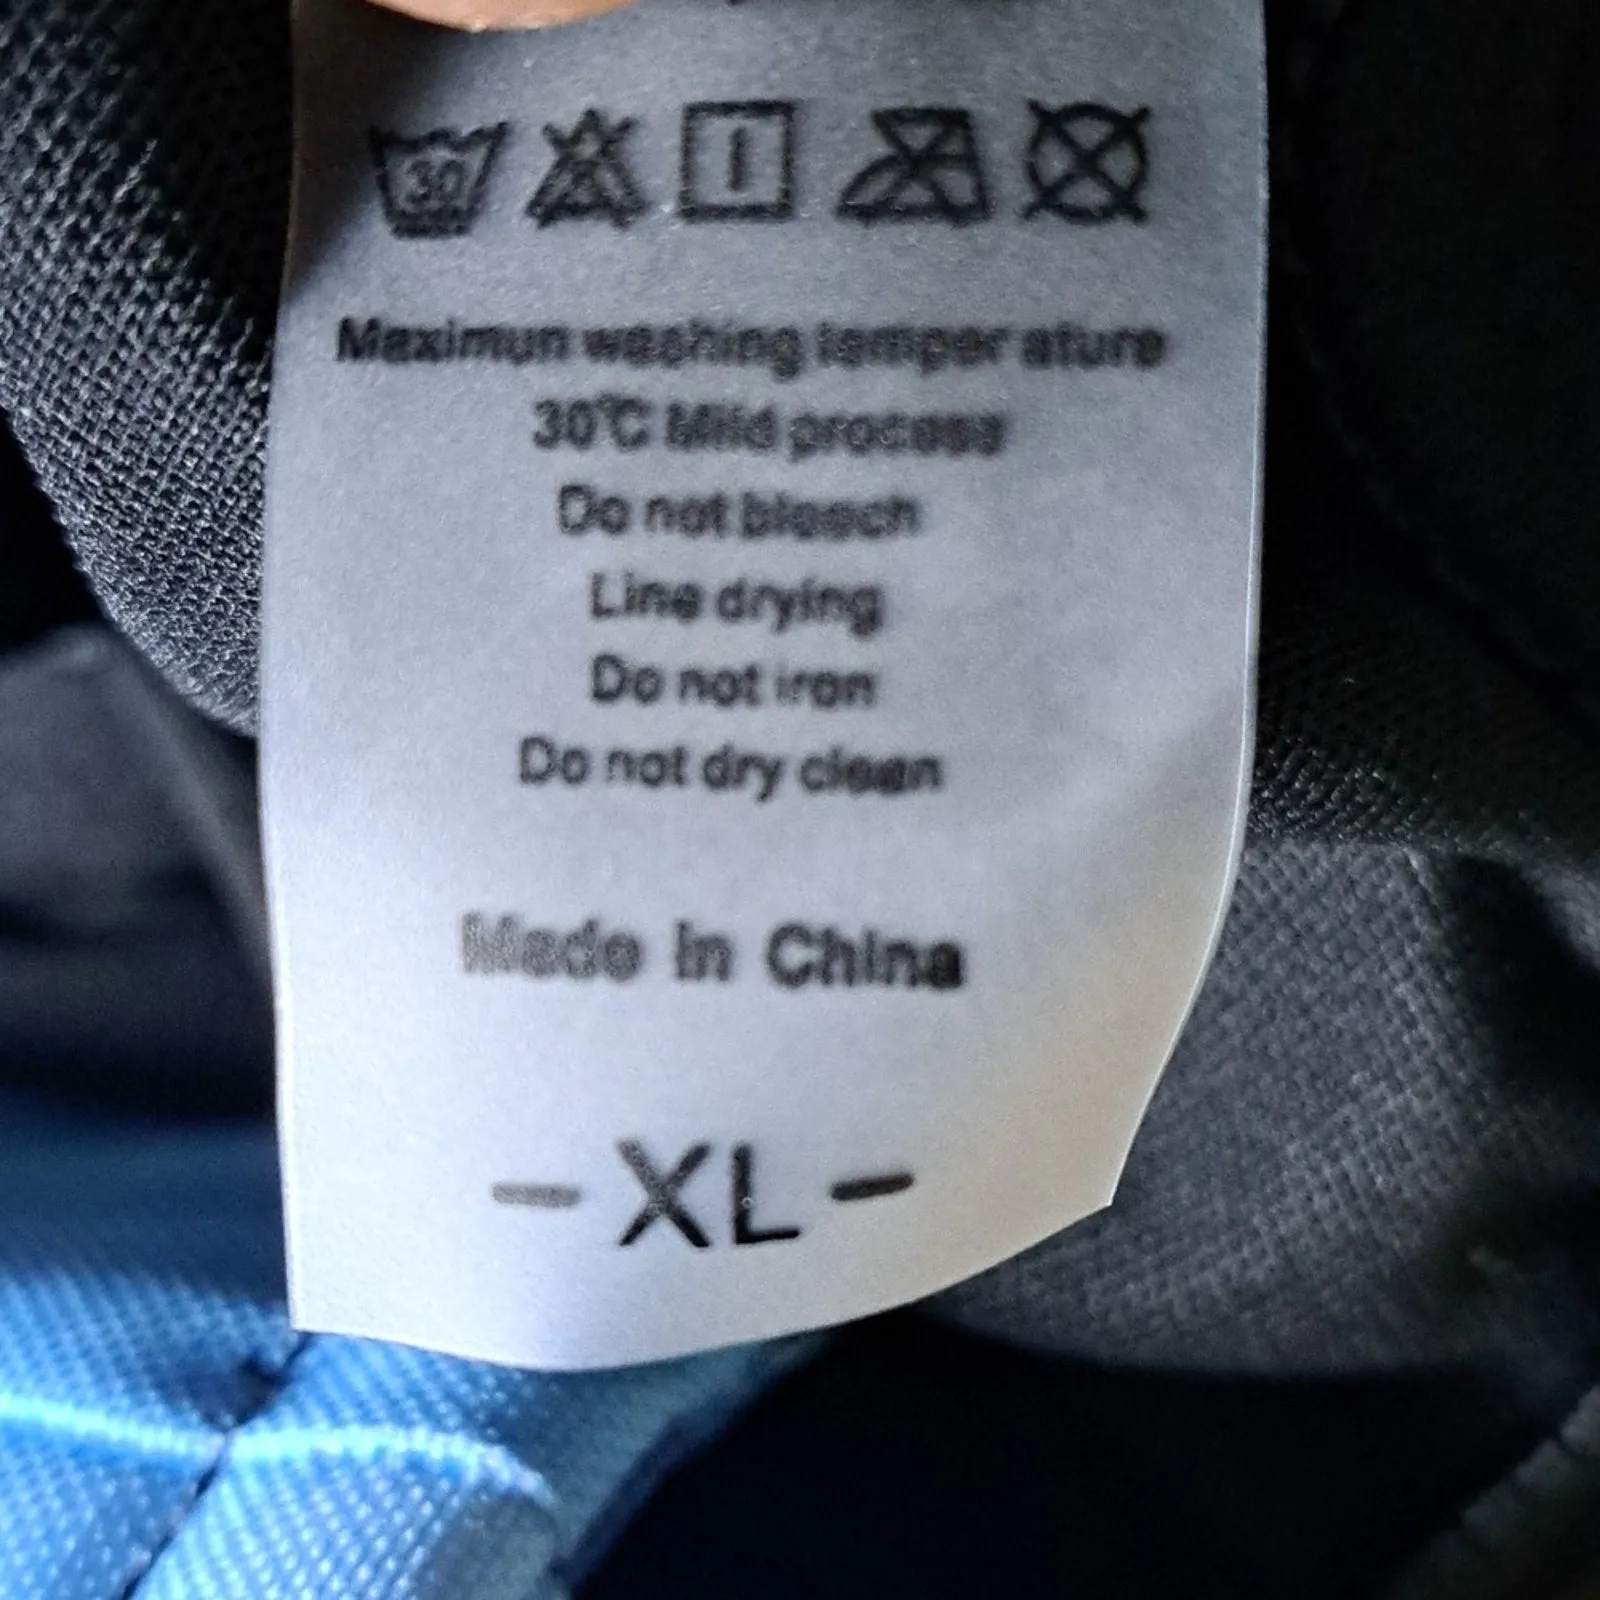 30
Maximun washing temper ature
30℃ Mild process
Do not bleach
Line drying
Do not iron
Do not dry clean
Made In China
- XL -